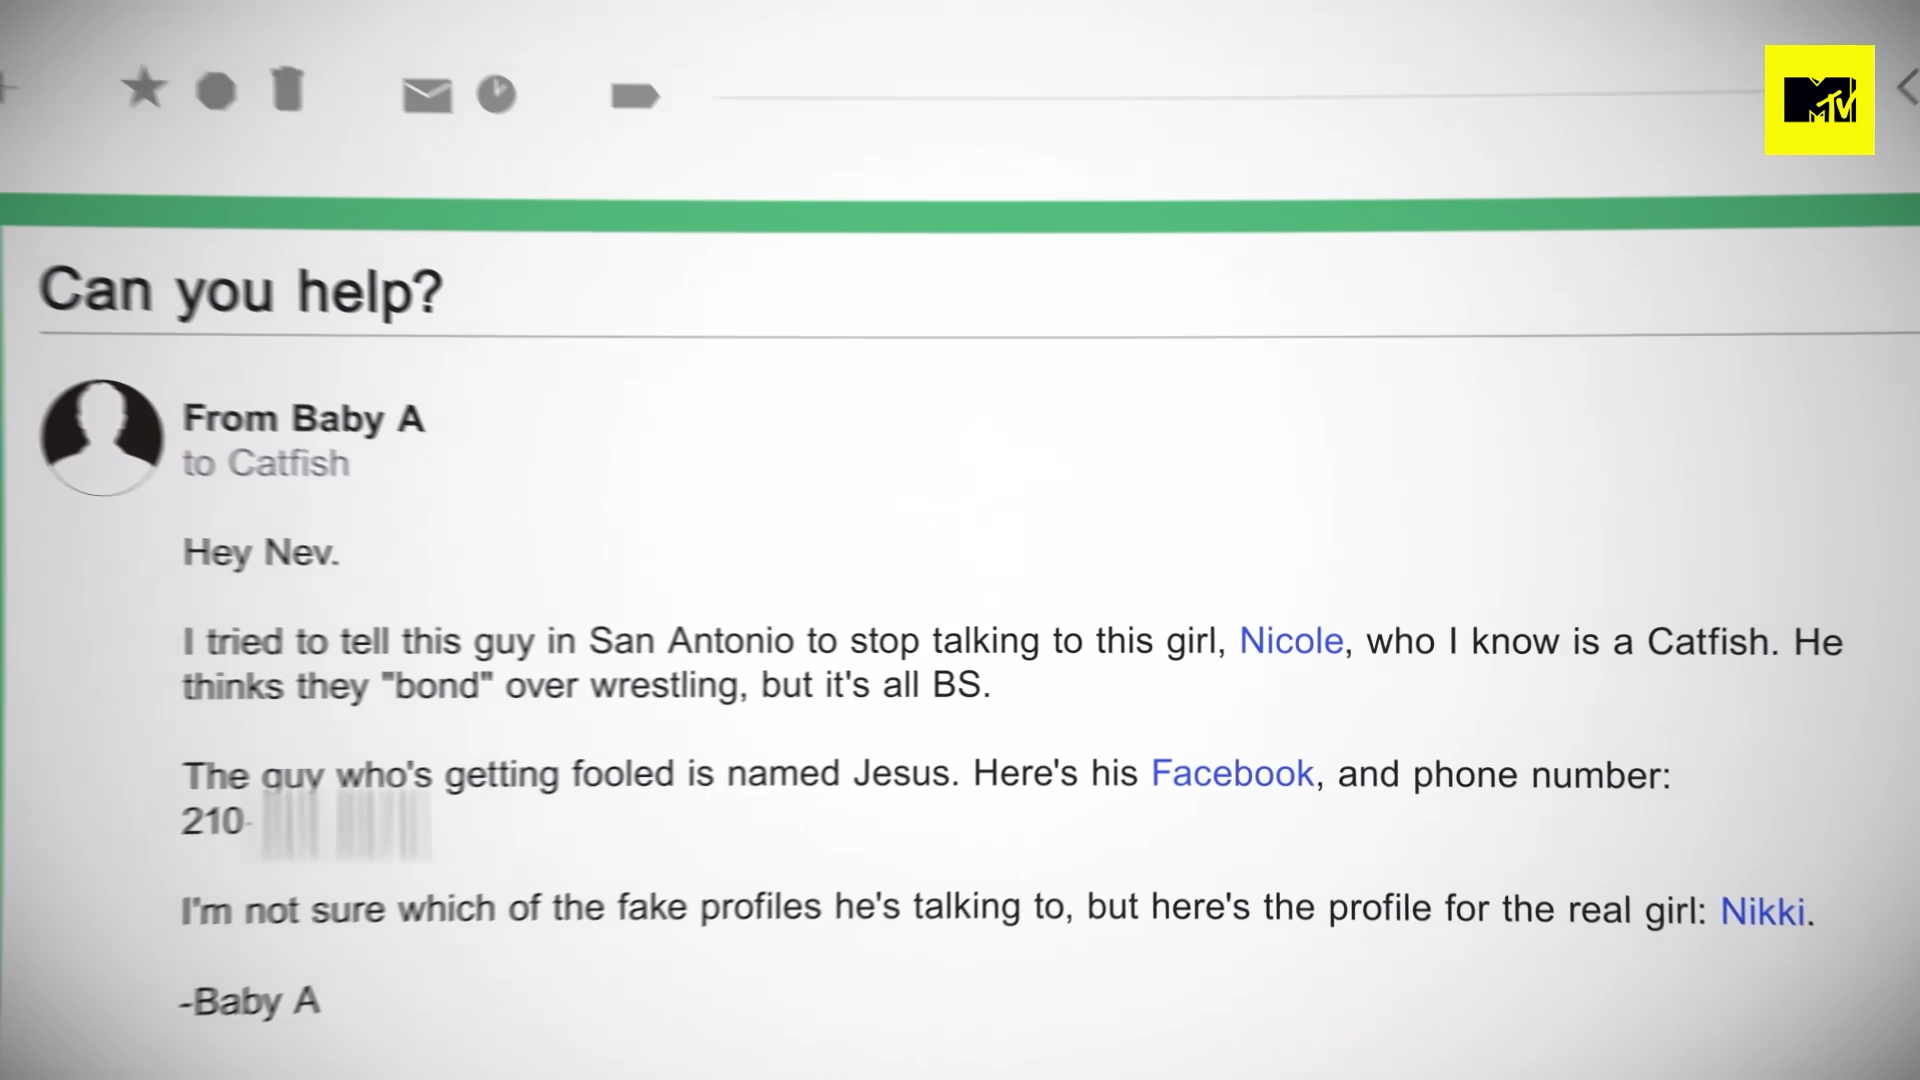 MTV
Can you help?
From Baby A
to Catfish
Hey Nev.
I tried to tell this guy in San Antonio to stop talking to this girl, Nicole, who I know is a Catfish. He
thinks they "bond" over wrestling, but it's all BS.
The guy who's getting fooled is named Jesus. Here's his Facebook, and phone number:
210-
I'm not sure which of the fake profiles he's talking to, but here's the profile for the real girl: Nikki.
-Baby A